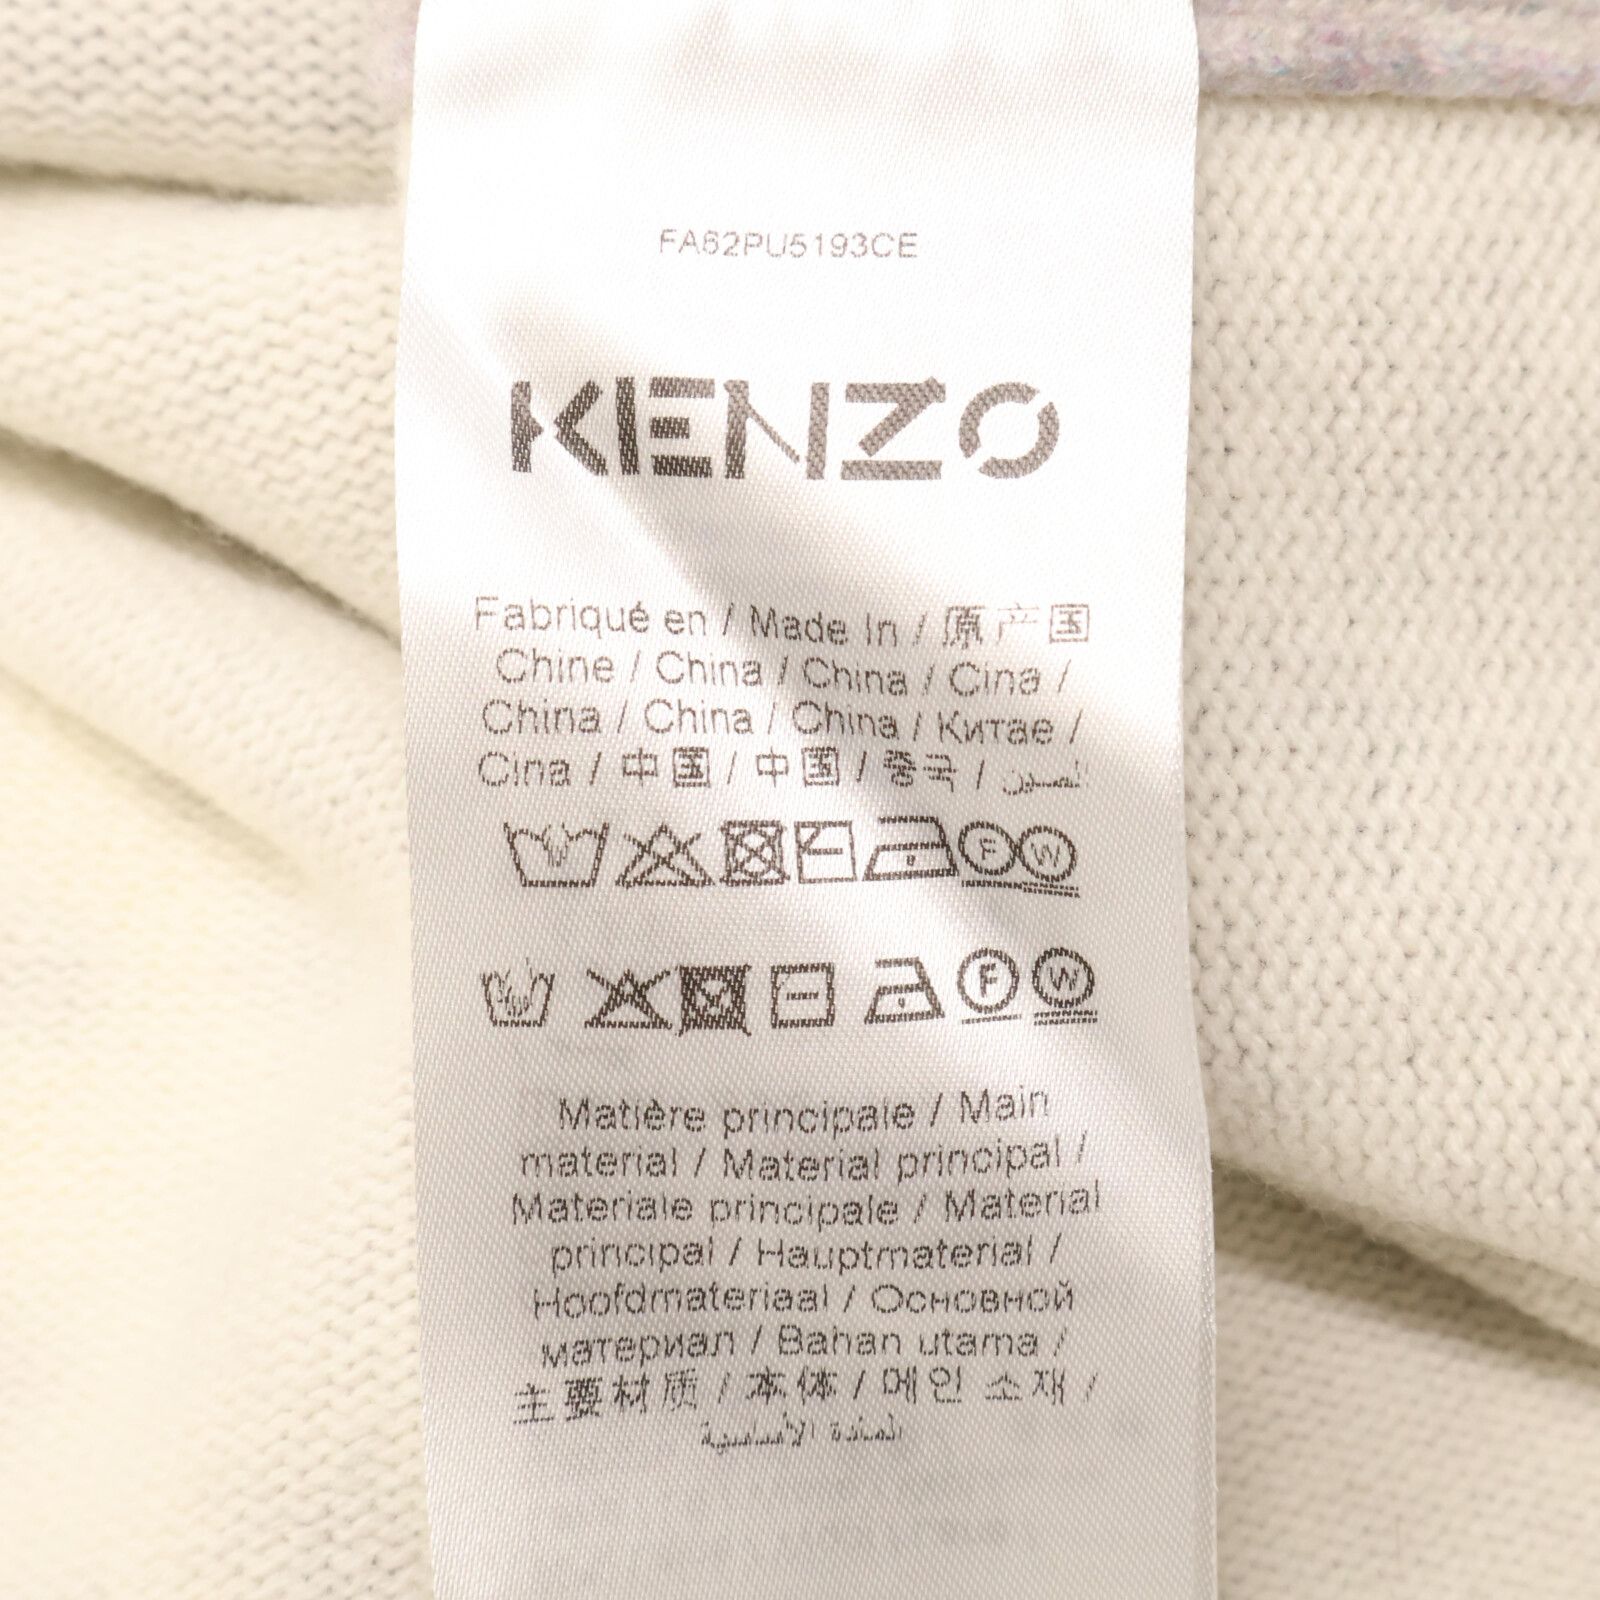 FA62PU5193CE
KENZO
Fabriqué en / Made In / 原产国
Chine / China / China / Cina /
China / China / China / Китае /
Cina / 中国 / 中国 / 중국 / الصين
F W
F W
Matière principale / Main
material / Material principal /
Materiale principale / Material
principal / Hauptmaterial /
Hoofdmateriaal / Основной
материал / Bahan utama /
主要材质 / 本体 / 메인 소재 /
المادة الأساسية